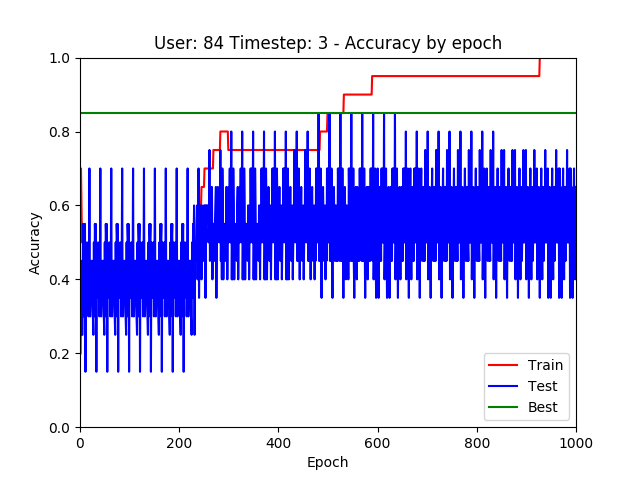 User: 84 Timestep: 3 - Accuracy by epoch
1.0
0.8
0.6
0.4
0.2
0.0
Accuracy
0 200 400 600 800 1000
Epoch
Train
Test
Best